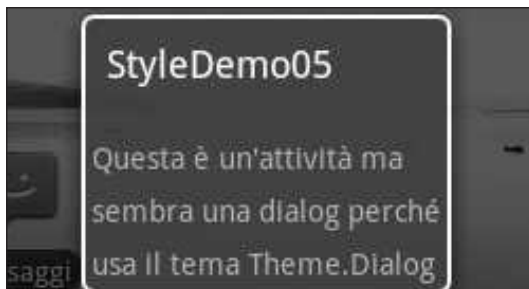 StyleDemo05
Questa è un'attività ma
sembra una dialog perché
saggi
usa il tema Theme.Dialog